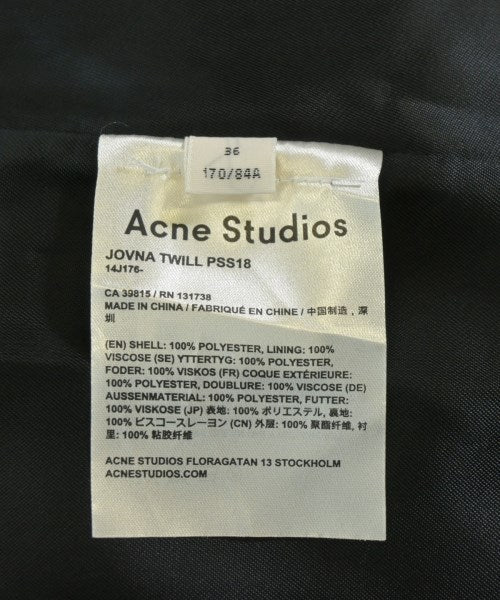 36
170/84A
Acne Studios
JOVNA TWILL PSS18
14J176-
CA 39815 / RN 131738
MADE IN CHINA / FABRIQUÉ EN CHINE / 中国制造 , 深
圳
(EN) SHELL: 100% POLYESTER, LINING: 100%
VISCOSE (SE) YTTERTYG: 100% POLYESTER,
FODER: 100% VISKOS (FR) COQUE EXTÉRIEURE:
100% POLYESTER, DOUBLURE: 100% VISCOSE (DE)
AUSSENMATERIAL: 100% POLYESTER, FUTTER:
100% VISKOSE (JP) 表地: 100% ポリエステル, 裏地:
100% ビスコースレーヨン (CN) 外层: 100% 聚酯纤维, 衬
里: 100% 粘胶纤维
ACNE STUDIOS FLORAGATAN 13 STOCKHOLM
ACNESTUDIOS.COM